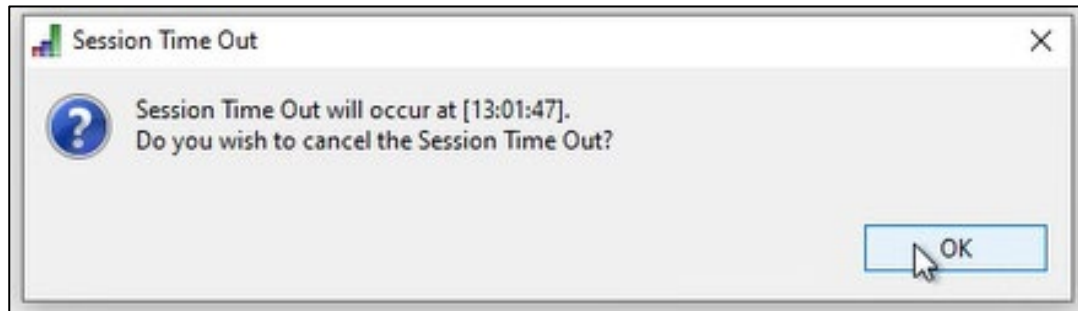 Session Time Out
Session Time Out will occur at [13:01:47].
Do you wish to cancel the Session Time Out?
OK